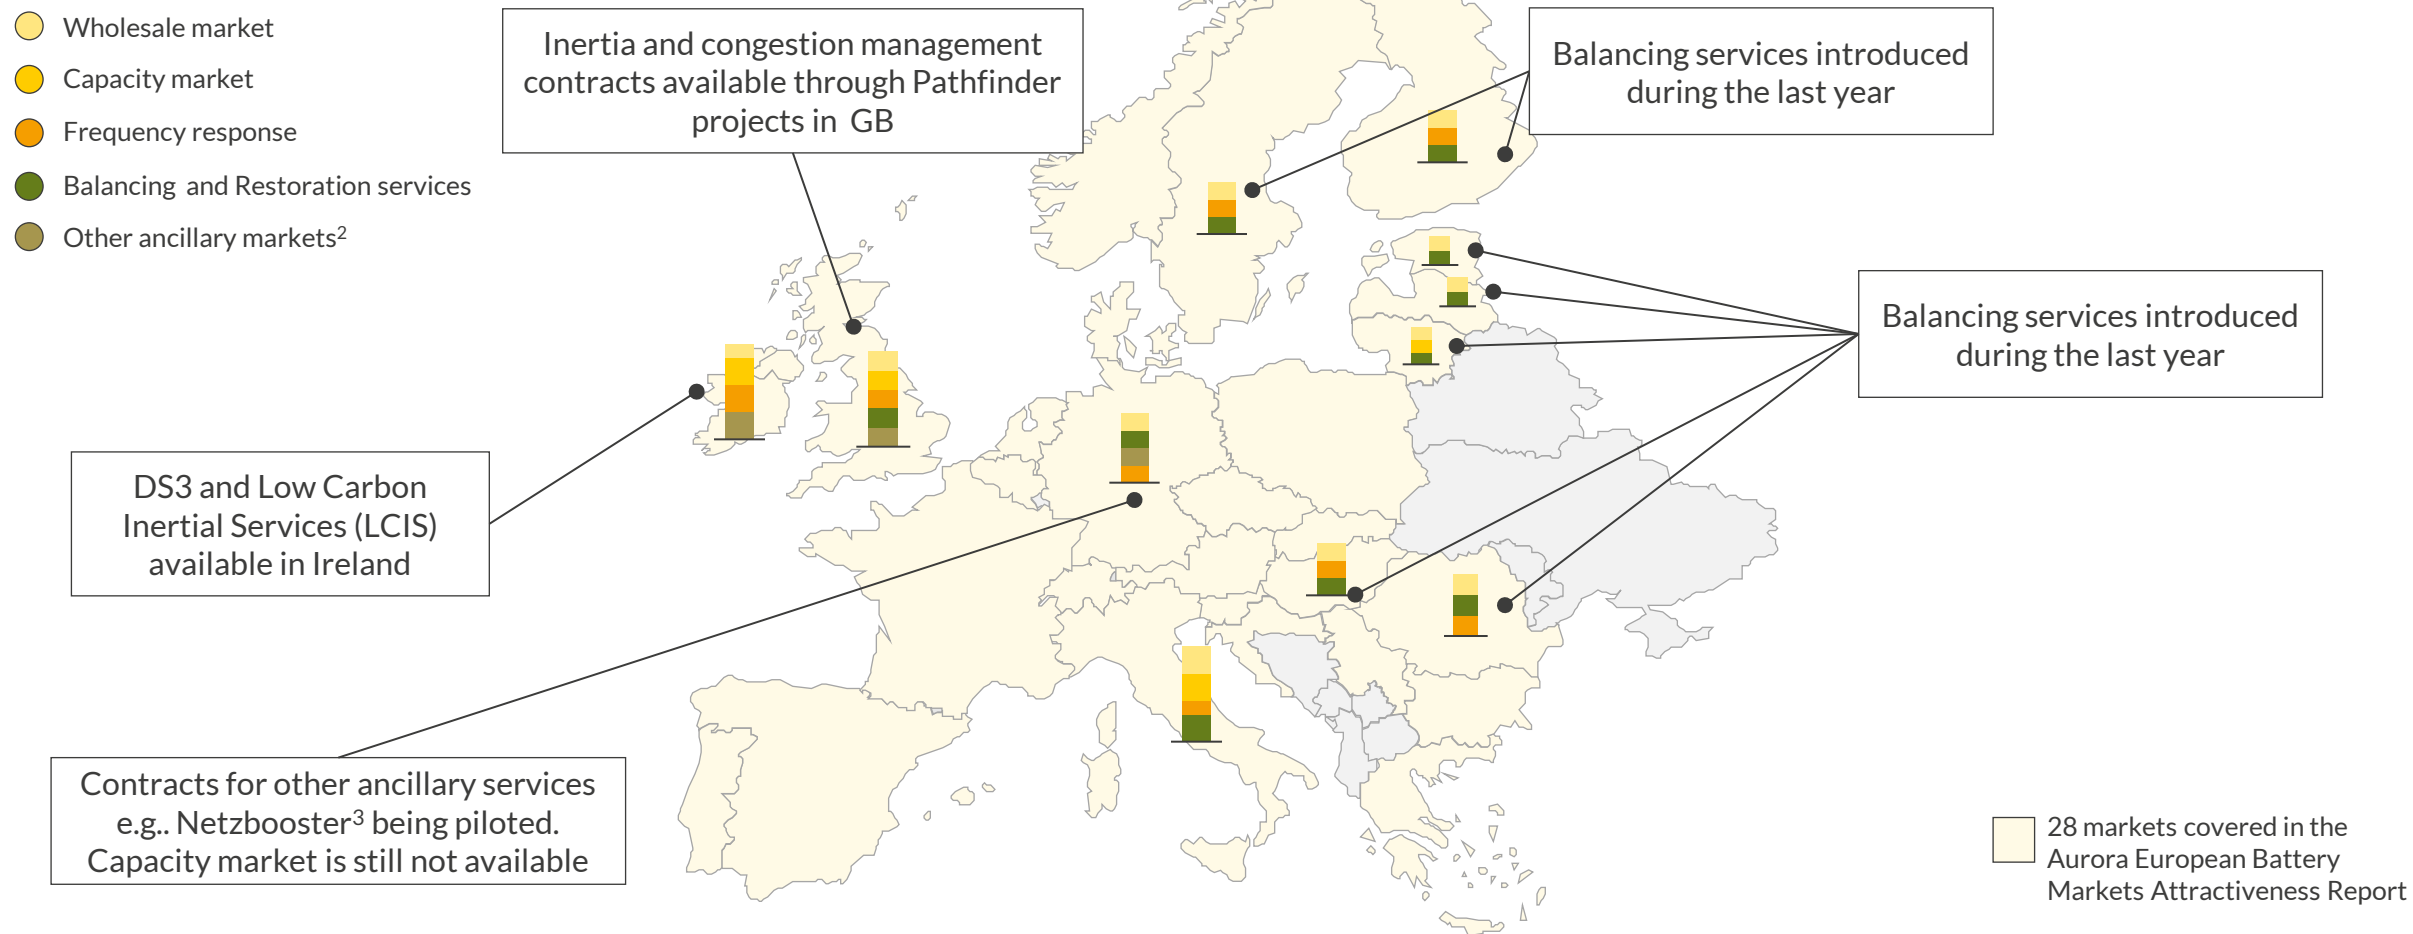 Wholesale market
Capacity market
Frequency response
Balancing and Restoration services
Other ancillary markets²
Inertia and congestion management
contracts available through Pathfinder
projects in GB
Balancing services introduced
during the last year
Balancing services introduced
during the last year
DS3 and Low Carbon
Inertial Services (LCIS)
available in Ireland
Contracts for other ancillary services
e.g.. Netzbooster³ being piloted.
Capacity market is still not available
28 markets covered in the
Aurora European Battery
Markets Attractiveness Report